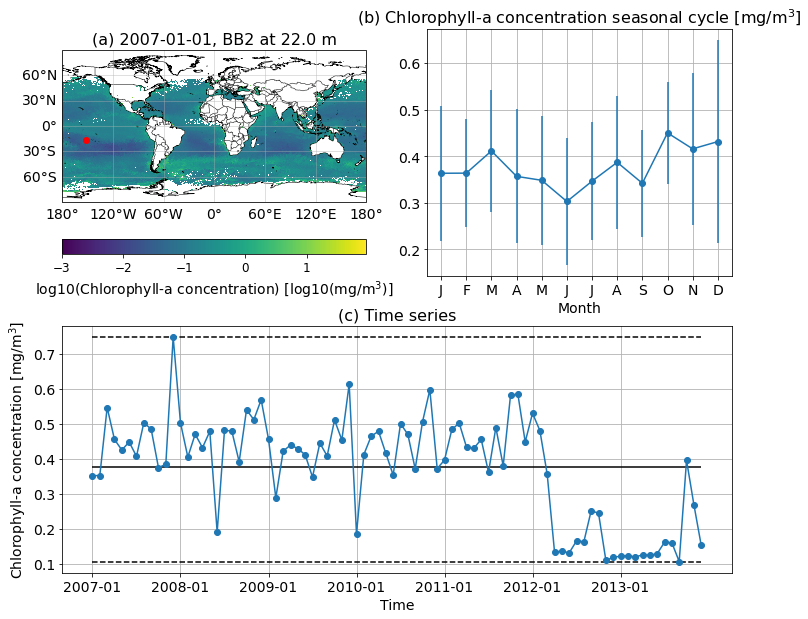 (a) 2007-01-01, BB2 at 22.0 m
60°N
30°N
0°
30°S
60°S
180° 120°W 60°W 0° 60°E 120°E 180°
−3 −2 −1 0 1
log10(Chlorophyll-a concentration) [log10(mg/m³)]
(b) Chlorophyll-a concentration seasonal cycle [mg/m³]
0.6
0.5
0.4
0.3
0.2
J F M A M J J A S O N D
Month
(c) Time series
Chlorophyll-a concentration [mg/m³]
0.7
0.6
0.5
0.4
0.3
0.2
0.1
2007-01 2008-01 2009-01 2010-01 2011-01 2012-01 2013-01
Time